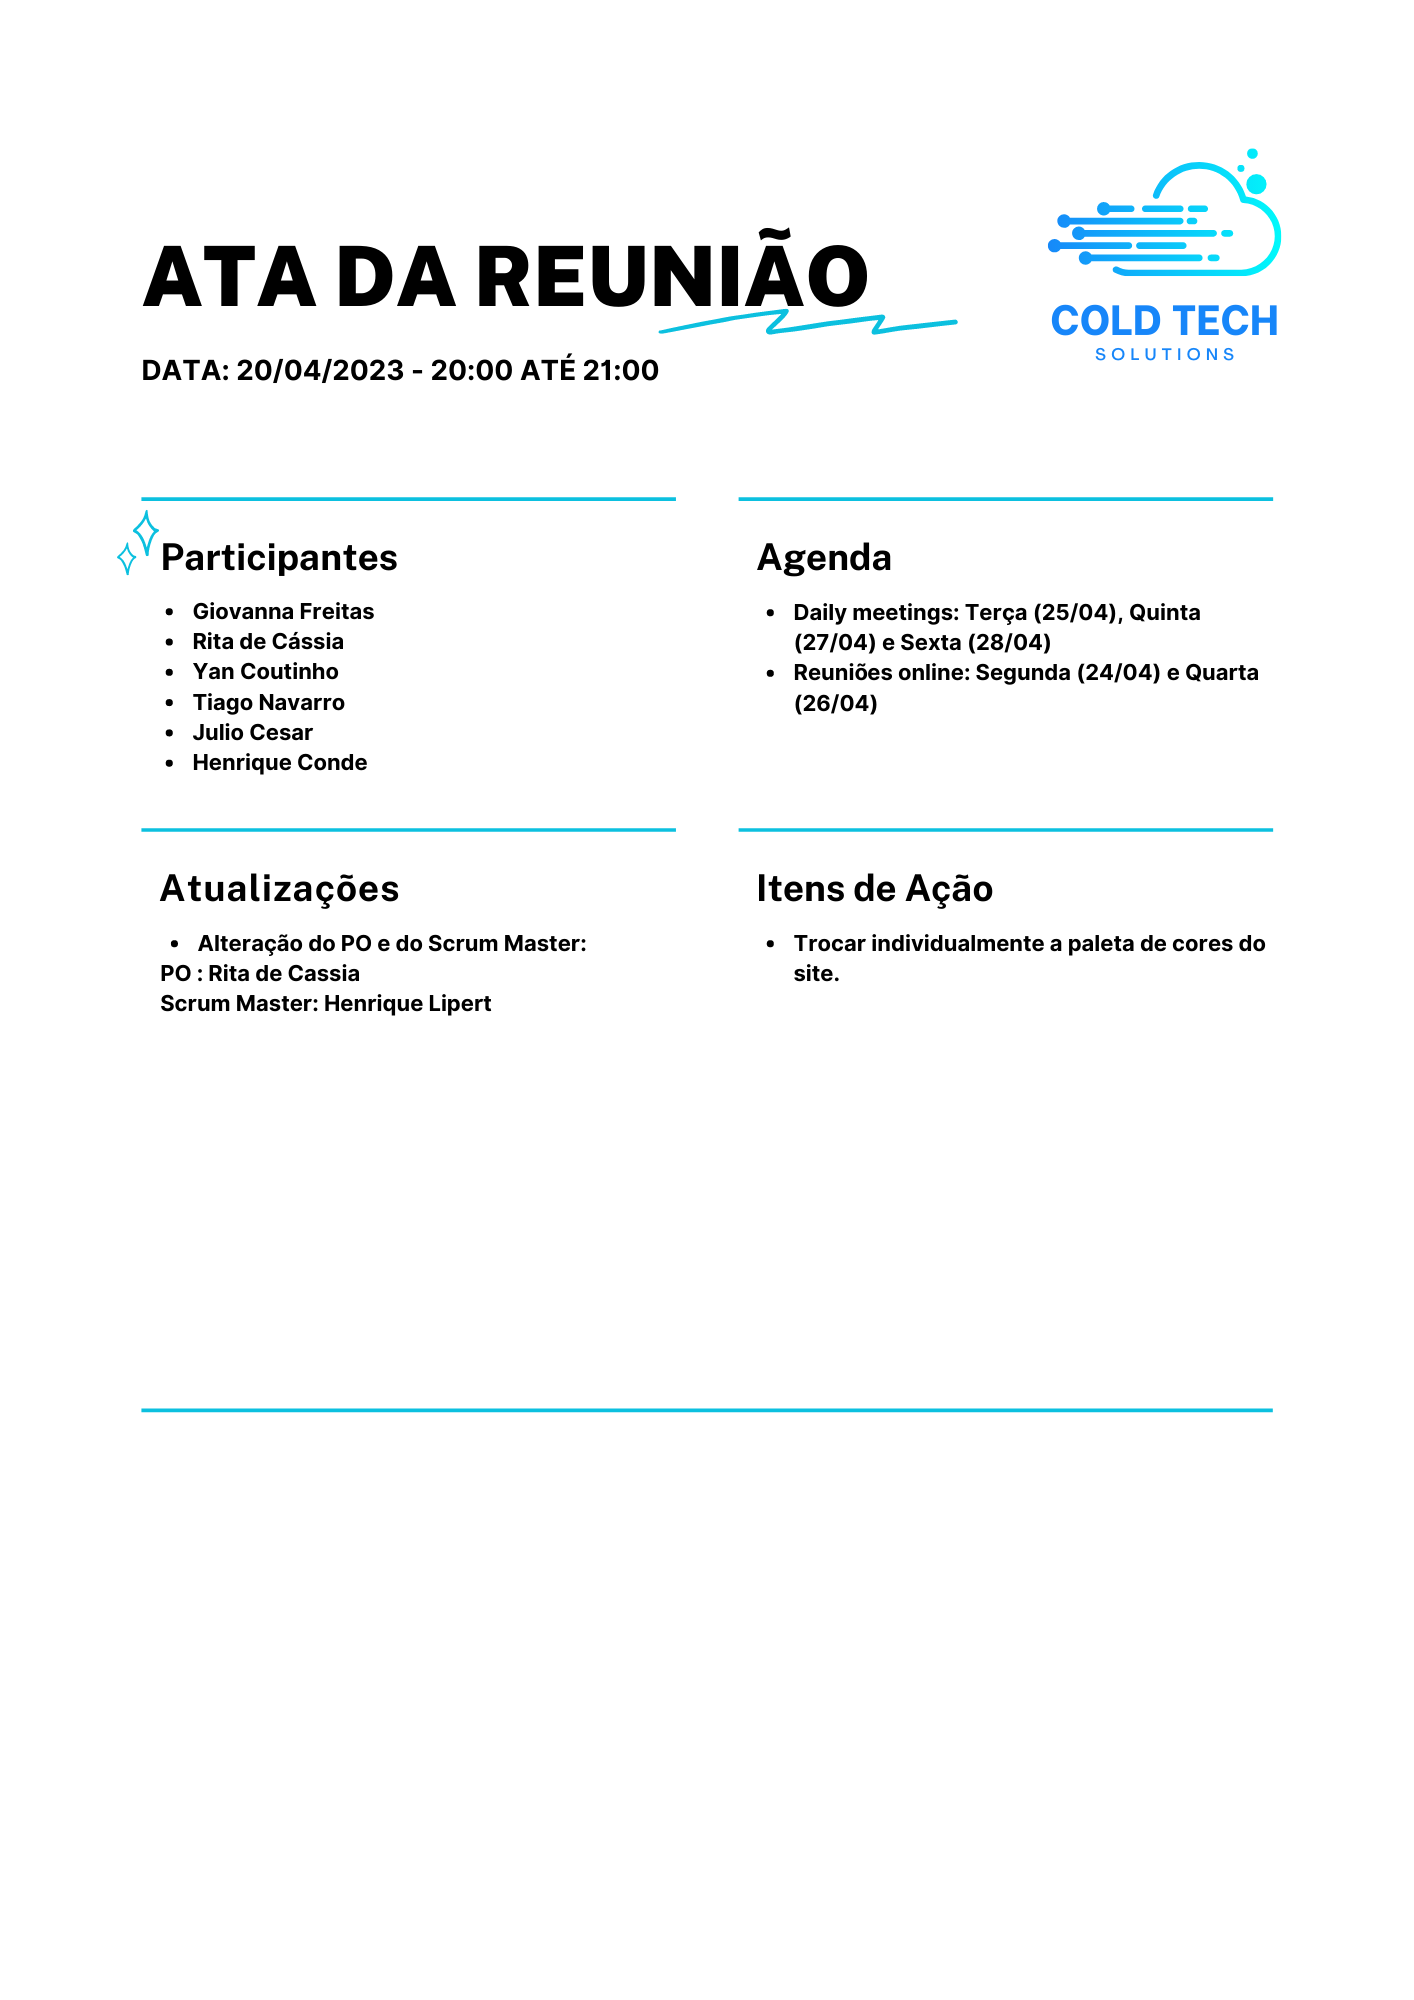 ATA DA REUNIÃO
COLD TECH
SOLUTIONS
DATA: 20/04/2023 - 20:00 ATÉ 21:00
Participantes
• Giovanna Freitas
• Rita de Cássia
• Yan Coutinho
• Tiago Navarro
• Julio Cesar
• Henrique Conde
Agenda
• Daily meetings: Terça (25/04), Quinta
(27/04) e Sexta (28/04)
• Reuniões online: Segunda (24/04) e Quarta
(26/04)
Atualizações
• Alteração do PO e do Scrum Master:
PO : Rita de Cassia
Scrum Master: Henrique Lipert
Itens de Ação
• Trocar individualmente a paleta de cores do
site.